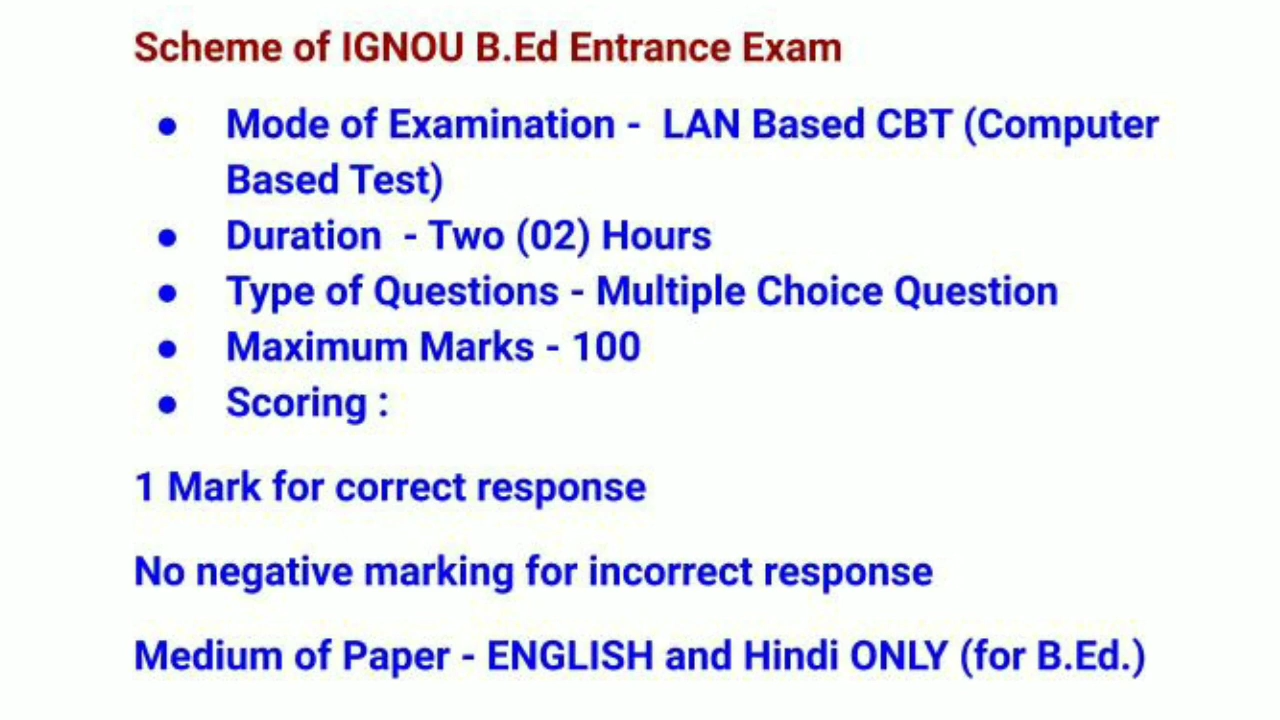 Scheme of IGNOU B.Ed Entrance Exam
● Mode of Examination - LAN Based CBT (Computer
Based Test)
● Duration - Two (02) Hours
● Type of Questions - Multiple Choice Question
● Maximum Marks - 100
● Scoring :
1 Mark for correct response
No negative marking for incorrect response
Medium of Paper - ENGLISH and Hindi ONLY (for B.Ed.)